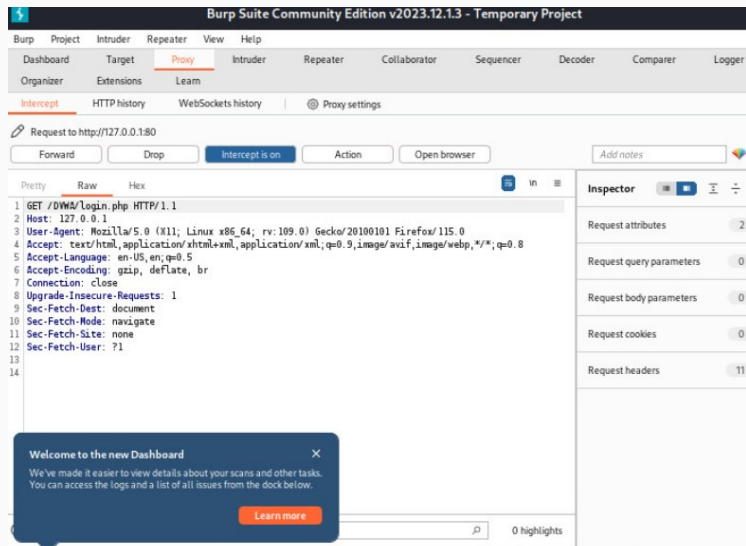 Burp Suite Community Edition v2023.12.1.3 - Temporary Project
Burp Project Intruder Repeater View Help
Dashboard Target Proxy Intruder Repeater Collaborator Sequencer Decoder Comparer Logger
Organizer Extensions Learn
Intercept HTTP history WebSockets history Proxy settings
Request to http://127.0.0.1:80
Forward Drop Intercept is on Action Open browser Add notes
Pretty Raw Hex \n Inspector
1 GET /DVWA/login.php HTTP/1.1
2 Host: 127.0.0.1
3 User-Agent: Mozilla/5.0 (X11; Linux x86_64; rv:109.0) Gecko/20100101 Firefox/115.0
4 Accept: text/html,application/xhtml+xml,application/xml;q=0.9,image/avif,image/webp,*/*;q=0.8
5 Accept-Language: en-US,en;q=0.5
6 Accept-Encoding: gzip, deflate, br
7 Connection: close
8 Upgrade-Insecure-Requests: 1
9 Sec-Fetch-Dest: document
10 Sec-Fetch-Mode: navigate
11 Sec-Fetch-Site: none
12 Sec-Fetch-User: ?1
13
14
Request attributes 2
Request query parameters 0
Request body parameters 0
Request cookies 0
Request headers 11
Welcome to the new Dashboard
We've made it easier to view details about your scans and other tasks.
You can access the logs and a list of all issues from the dock below.
Learn more
0 highlights